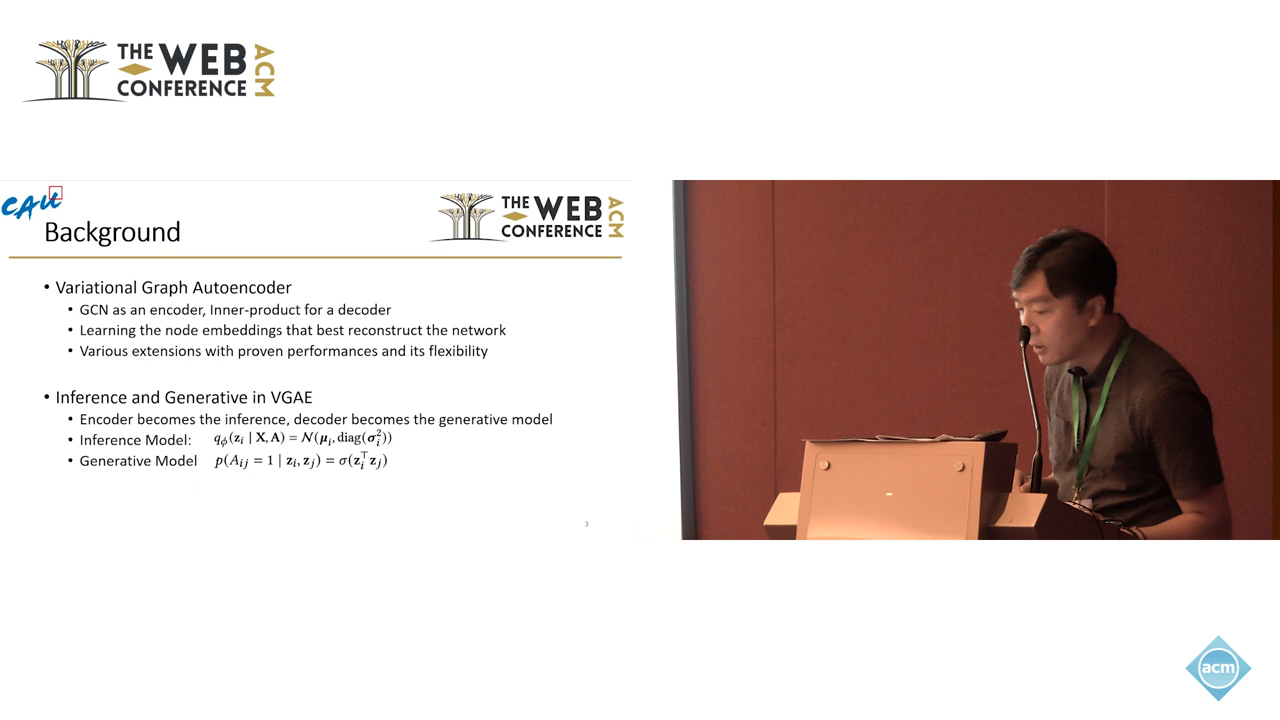 THE WEB ACM
CONFERENCE
CAU
THE WEB ACM
CONFERENCE
Background
• Variational Graph Autoencoder
• GCN as an encoder, Inner-product for a decoder
• Learning the node embeddings that best reconstruct the network
• Various extensions with proven performances and its flexibility
• Inference and Generative in VGAE
• Encoder becomes the inference, decoder becomes the generative model
• Inference Model: qϕ(zᵢ | X, A) = N(μᵢ, diag(σᵢ²))
• Generative Model p(Aᵢⱼ = 1 | zᵢ, zⱼ) = σ(zᵢ⊤zⱼ)
3
acm